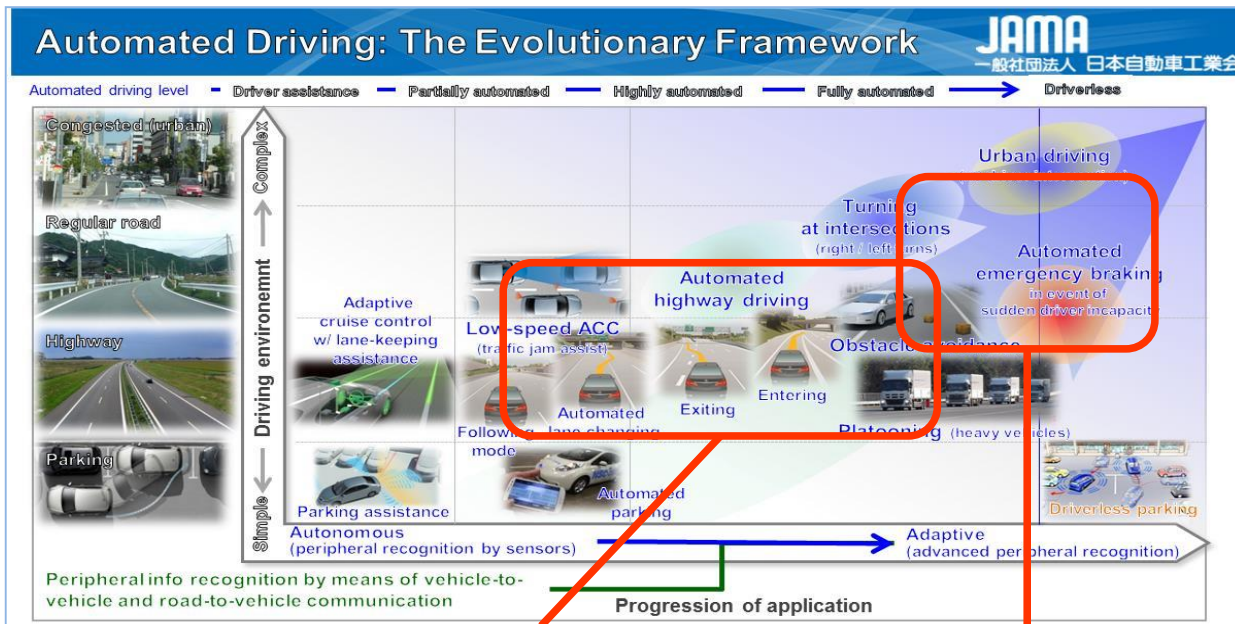 Automated Driving: The Evolutionary Framework
JAMA
一般社団法人 日本自動車工業会
Automated driving level
Driver assistance
Partially automated
Highly automated
Fully automated
Driverless
Congested (urban)
Regular road
Highway
Parking
Complex
Driving environemnt
Simple
Urban driving
Turning
at intersections
(right / left turns)
Automated
emergency braking
in event of
sudden driver incapacity
Automated
highway driving
Adaptive
cruise control
w/ lane-keeping
assistance
Low-speed ACC
(traffic jam assist)
Obstacle avoidance
Following
mode
Automated
lane changing
Exiting
Entering
Platooning (heavy vehicles)
Parking assistance
Automated
parking
Driverless parking
Autonomous
(peripheral recognition by sensors)
Adaptive
(advanced peripheral recognition)
Peripheral info recognition by means of vehicle-to-
vehicle and road-to-vehicle communication
Progression of application